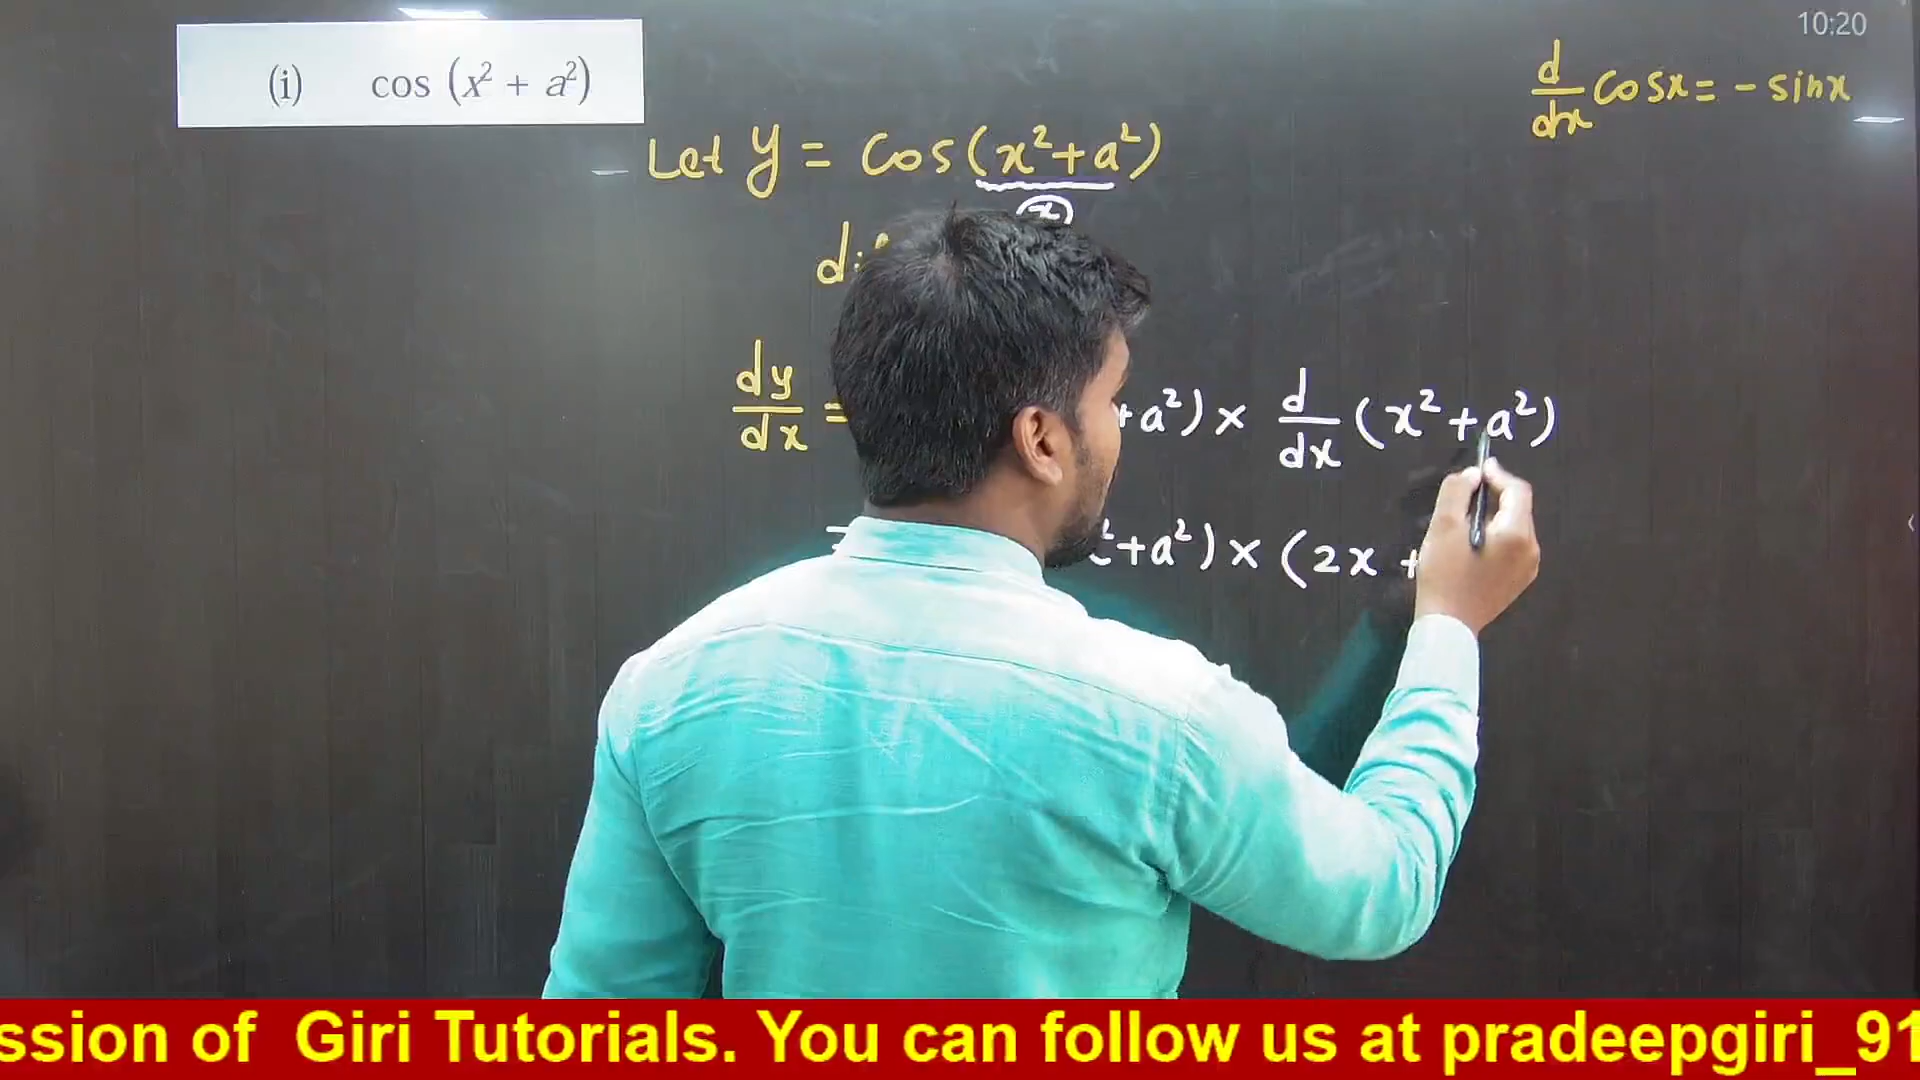 10:20
(i) cos (x² + a²)
d/dx cosx = - sinx
Let y = cos(x²+a²)
x
dy/dx = +a²) × d/dx (x²+a²)
= ²+a²) × (2x +
ssion of Giri Tutorials. You can follow us at pradeepgiri_91